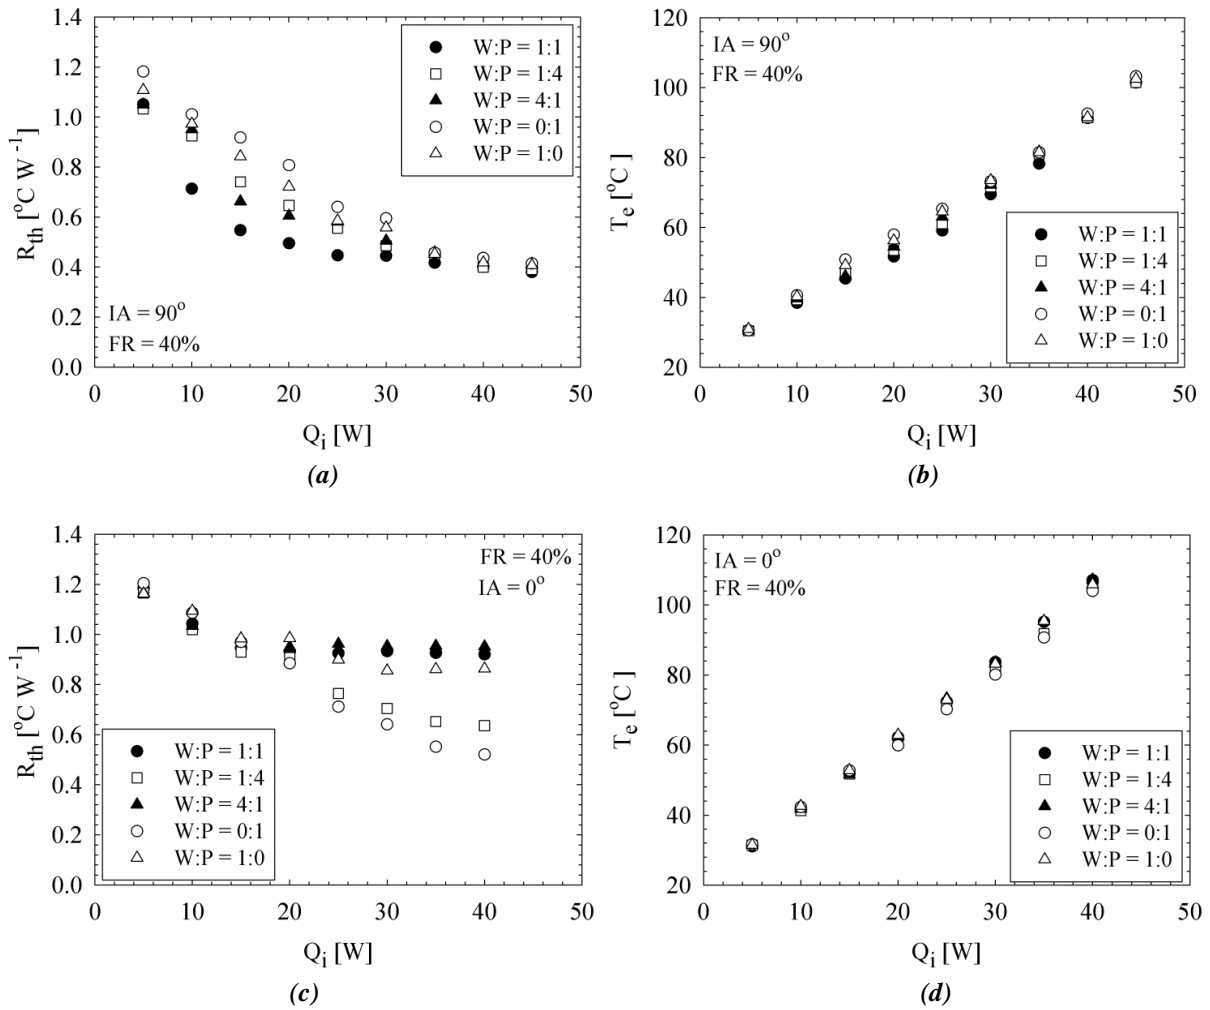 1.4
1.2
1.0
0.8
0.6
0.4
0.2
0.0
R_th [°C W⁻¹]
W:P = 1:1
W:P = 1:4
W:P = 4:1
W:P = 0:1
W:P = 1:0
IA = 90°
FR = 40%
0 10 20 30 40 50
Q_i [W]
(a)
120
100
80
60
40
20
T_e [°C ]
IA = 90°
FR = 40%
W:P = 1:1
W:P = 1:4
W:P = 4:1
W:P = 0:1
W:P = 1:0
0 10 20 30 40 50
Q_i [W]
(b)
1.4
1.2
1.0
0.8
0.6
0.4
0.2
0.0
R_th [°C W⁻¹]
FR = 40%
IA = 0°
W:P = 1:1
W:P = 1:4
W:P = 4:1
W:P = 0:1
W:P = 1:0
0 10 20 30 40 50
Q_i [W]
(c)
120
100
80
60
40
20
T_e [°C ]
IA = 0°
FR = 40%
W:P = 1:1
W:P = 1:4
W:P = 4:1
W:P = 0:1
W:P = 1:0
0 10 20 30 40 50
Q_i [W]
(d)